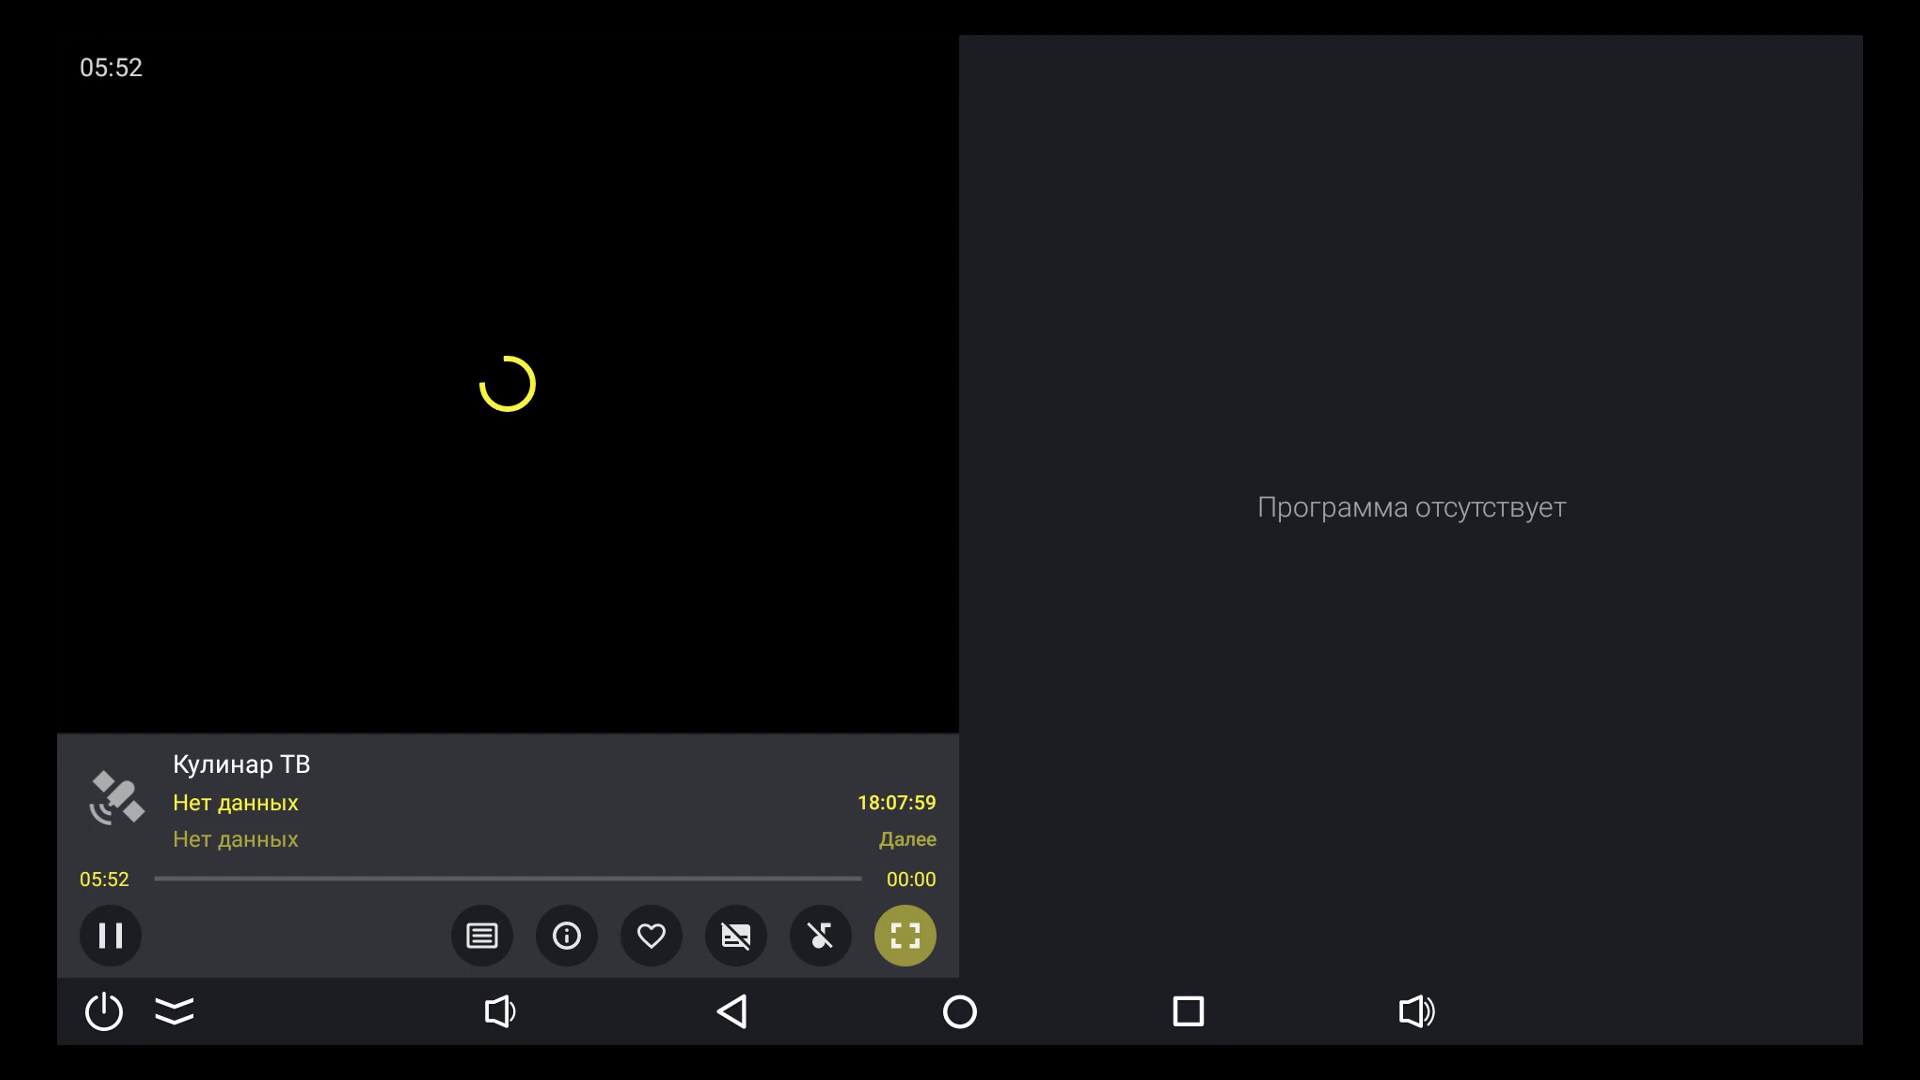 05:52
Программа отсутствует
Кулинар ТВ
Нет данных 18:07:59
Нет данных Далее
05:52 00:00